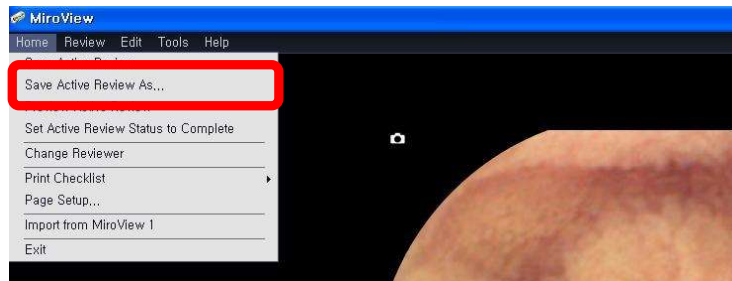 MiroView
Home Review Edit Tools Help
Save Active Review As...
Set Active Review Status to Complete
Change Reviewer
Print Checklist
Page Setup...
Import from MiroView 1
Exit